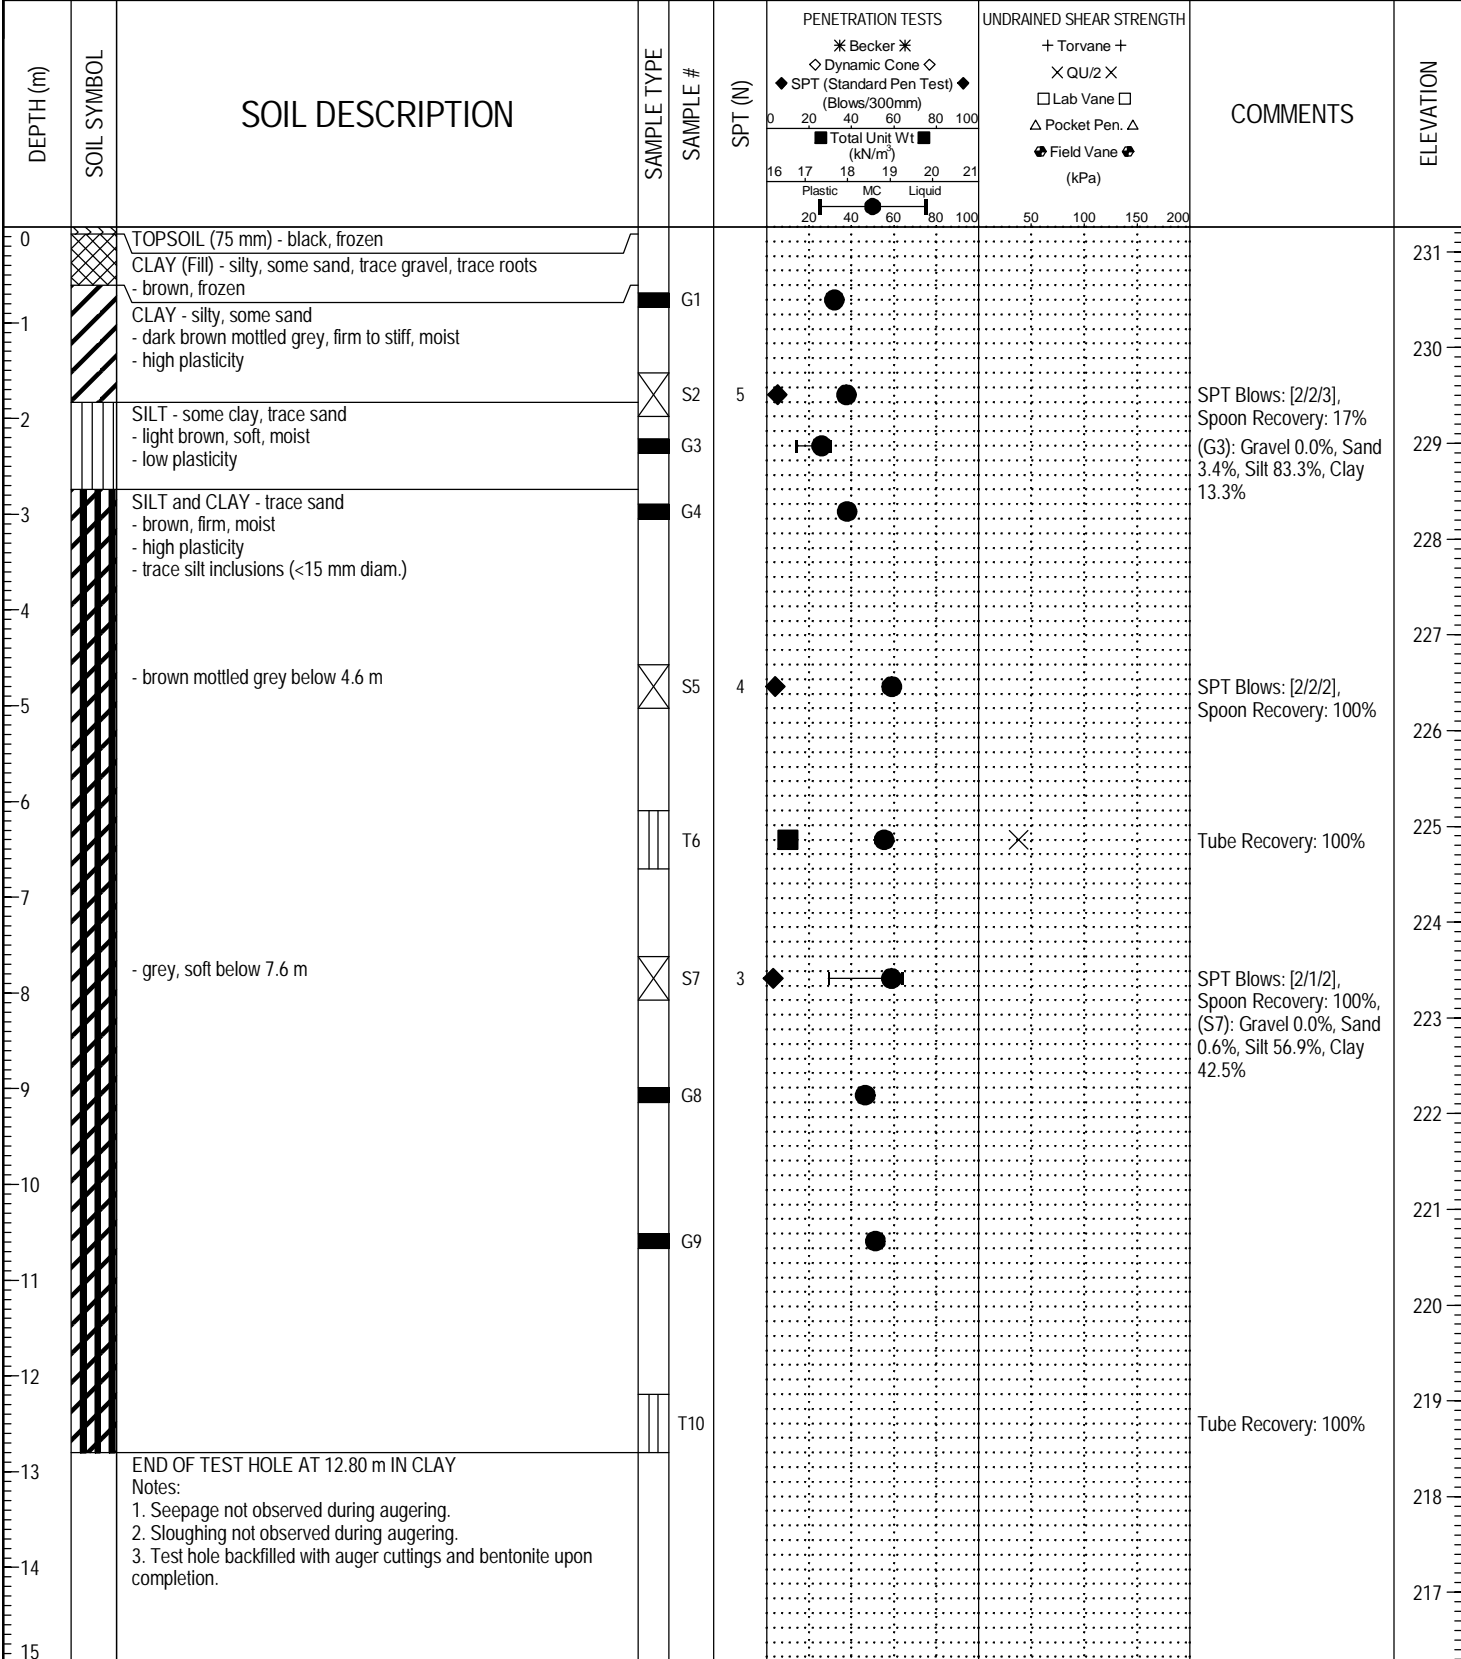 DEPTH (m)
SOIL SYMBOL
SOIL DESCRIPTION
SAMPLE TYPE
SAMPLE #
SPT (N)
PENETRATION TESTS
Becker
Dynamic Cone
SPT (Standard Pen Test)
(Blows/300mm)
0 20 40 60 80 100
Total Unit Wt
(kN/m³)
16 17 18 19 20 21
Plastic MC Liquid
20 40 60 80 100
UNDRAINED SHEAR STRENGTH
+ Torvane +
× QU/2 ×
□ Lab Vane □
△ Pocket Pen. △
Field Vane
(kPa)
50 100 150 200
COMMENTS
ELEVATION
0
TOPSOIL (75 mm) - black, frozen
231
CLAY (Fill) - silty, some sand, trace gravel, trace roots
- brown, frozen
G1
CLAY - silty, some sand
1
- dark brown mottled grey, firm to stiff, moist
230
- high plasticity
S2
5
SPT Blows: [2/2/3],
Spoon Recovery: 17%
SILT - some clay, trace sand
2
- light brown, soft, moist
- low plasticity
G3
229
(G3): Gravel 0.0%, Sand
3.4%, Silt 83.3%, Clay
13.3%
SILT and CLAY - trace sand
3
- brown, firm, moist
- high plasticity
- trace silt inclusions (<15 mm diam.)
G4
228
4
227
- brown mottled grey below 4.6 m
S5
4
SPT Blows: [2/2/2],
Spoon Recovery: 100%
5
226
6
T6
Tube Recovery: 100%
225
7
224
- grey, soft below 7.6 m
S7
3
SPT Blows: [2/1/2],
Spoon Recovery: 100%,
(S7): Gravel 0.0%, Sand
0.6%, Silt 56.9%, Clay
42.5%
8
223
9
G8
222
10
221
G9
11
220
12
219
T10
Tube Recovery: 100%
END OF TEST HOLE AT 12.80 m IN CLAY
13
Notes:
1. Seepage not observed during augering.
218
2. Sloughing not observed during augering.
3. Test hole backfilled with auger cuttings and bentonite upon
completion.
14
217
15